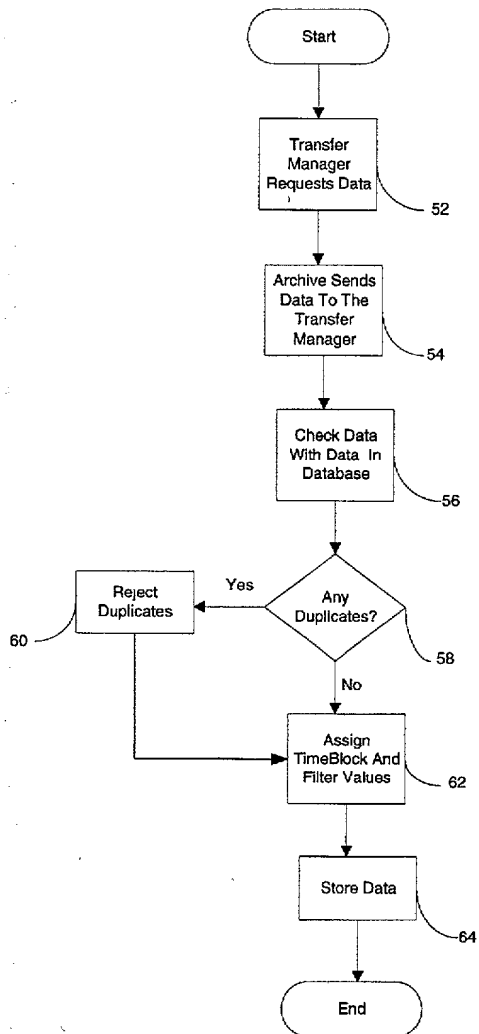 Start
Transfer
Manager
Requests Data
52
Archive Sends
Data To The
Transfer
Manager
54
Check Data
With Data In
Database
56
Any
Duplicates?
58
Yes
Reject
Duplicates
60
No
Assign
TimeBlock And
Filter Values
62
Store Data
64
End